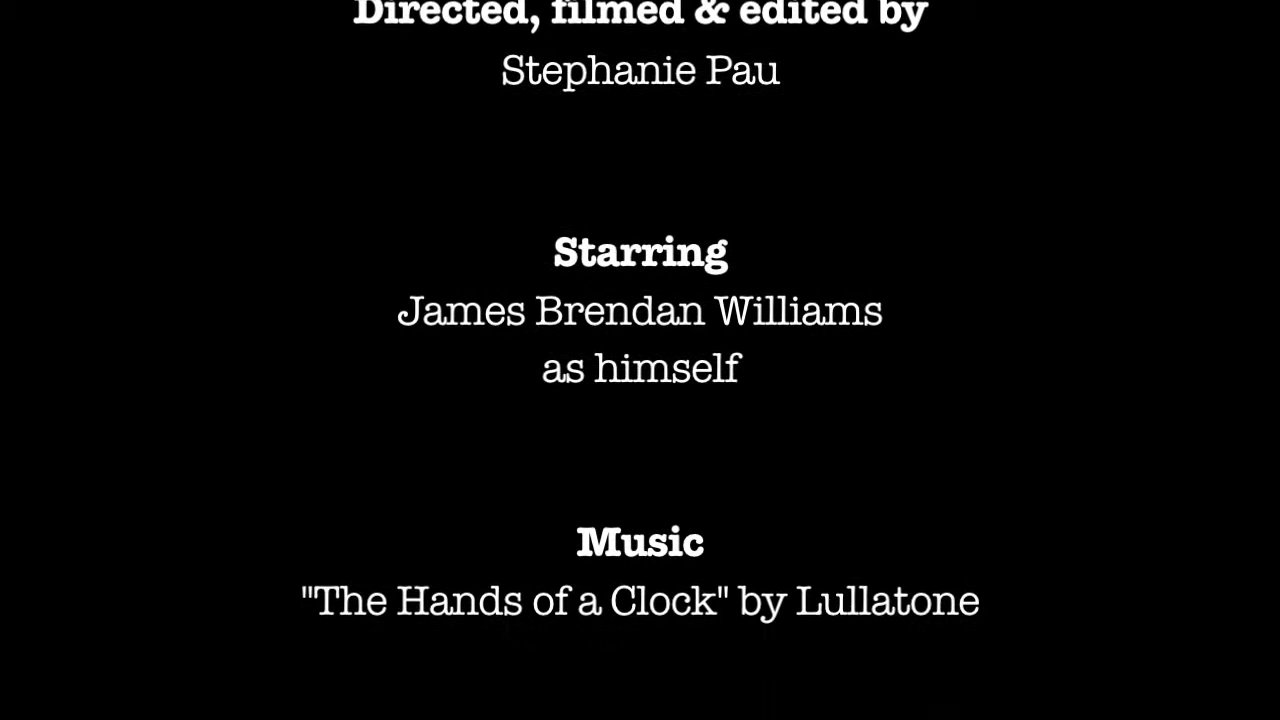 Directed, filmed & edited by
Stephanie Pau
Starring
James Brendan Williams
as himself
Music
"The Hands of a Clock" by Lullatone